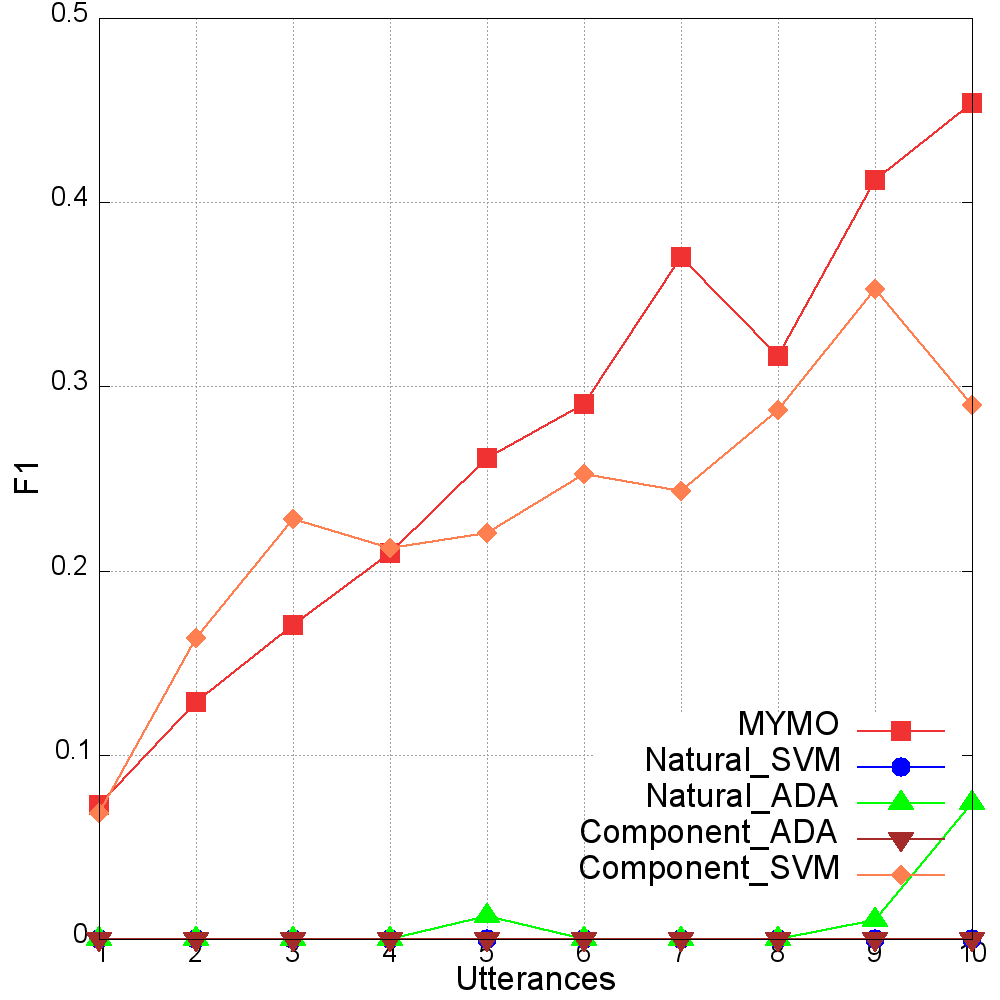 0.5
0.4
0.3
0.2
0.1
0
F1
MYMO
Natural_SVM
Natural_ADA
Component_ADA
Component_SVM
1 2 3 4 5 6 7 8 9 10
Utterances